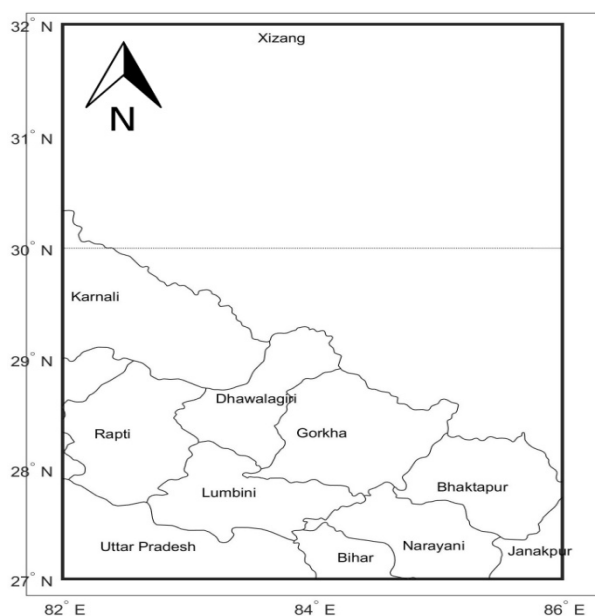 32° N
Xizang
N
31° N
30° N
Karnali
29° N
Dhawalagiri
Rapti
Gorkha
28° N
Bhaktapur
Lumbini
Uttar Pradesh
Narayani
Bihar
Janakpur
27° N
82° E
84° E
86° E